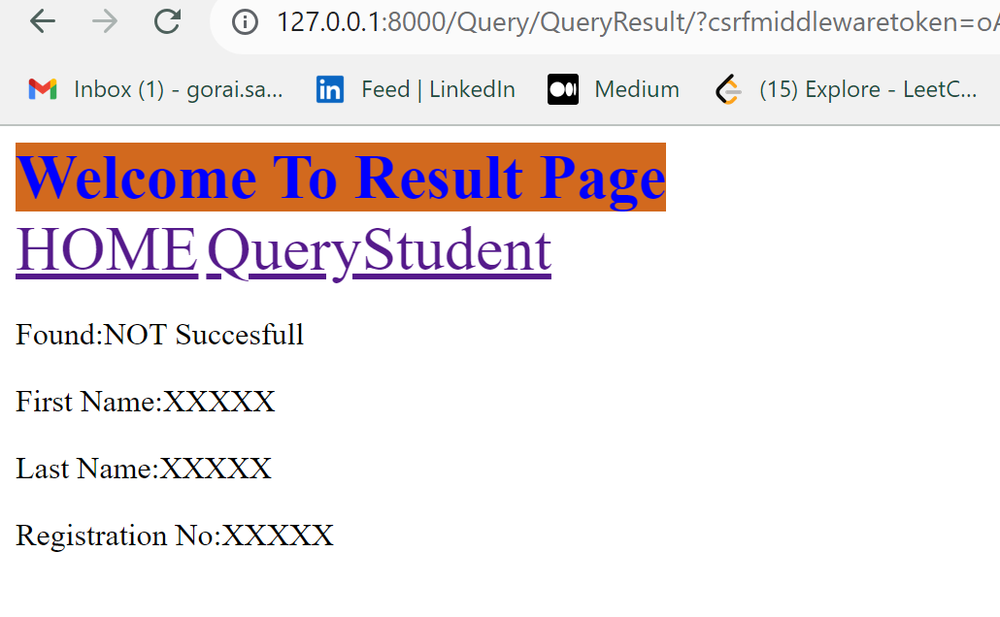 127.0.0.1:8000/Query/QueryResult/?csrfmiddlewaretoken=oA
Inbox (1) - gorai.sa... Feed | LinkedIn Medium (15) Explore - LeetC...
Welcome To Result Page
HOME QueryStudent
Found:NOT Succesfull
First Name:XXXXX
Last Name:XXXXX
Registration No:XXXXX